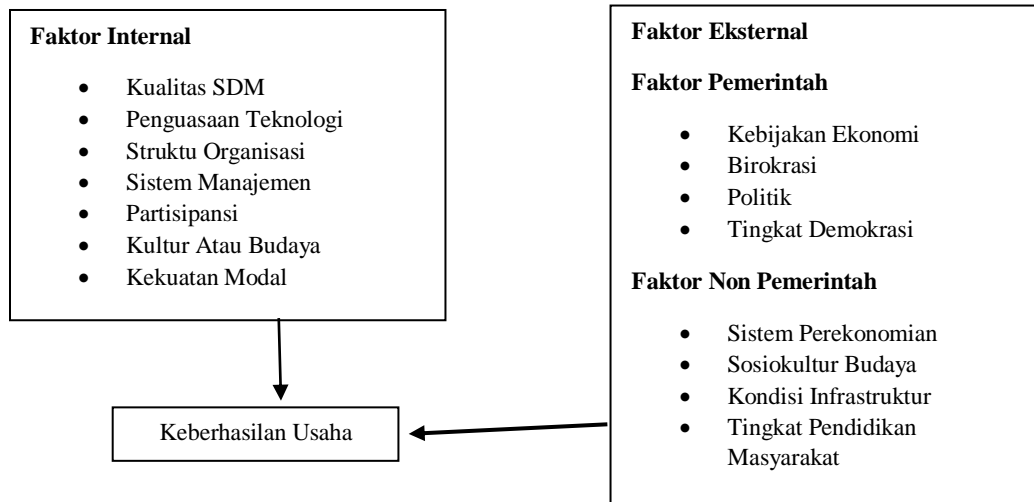 Faktor Internal
• Kualitas SDM
• Penguasaan Teknologi
• Struktu Organisasi
• Sistem Manajemen
• Partisipansi
• Kultur Atau Budaya
• Kekuatan Modal
Faktor Eksternal
Faktor Pemerintah
• Kebijakan Ekonomi
• Birokrasi
• Politik
• Tingkat Demokrasi
Faktor Non Pemerintah
• Sistem Perekonomian
• Sosiokultur Budaya
• Kondisi Infrastruktur
• Tingkat Pendidikan
Masyarakat
Keberhasilan Usaha